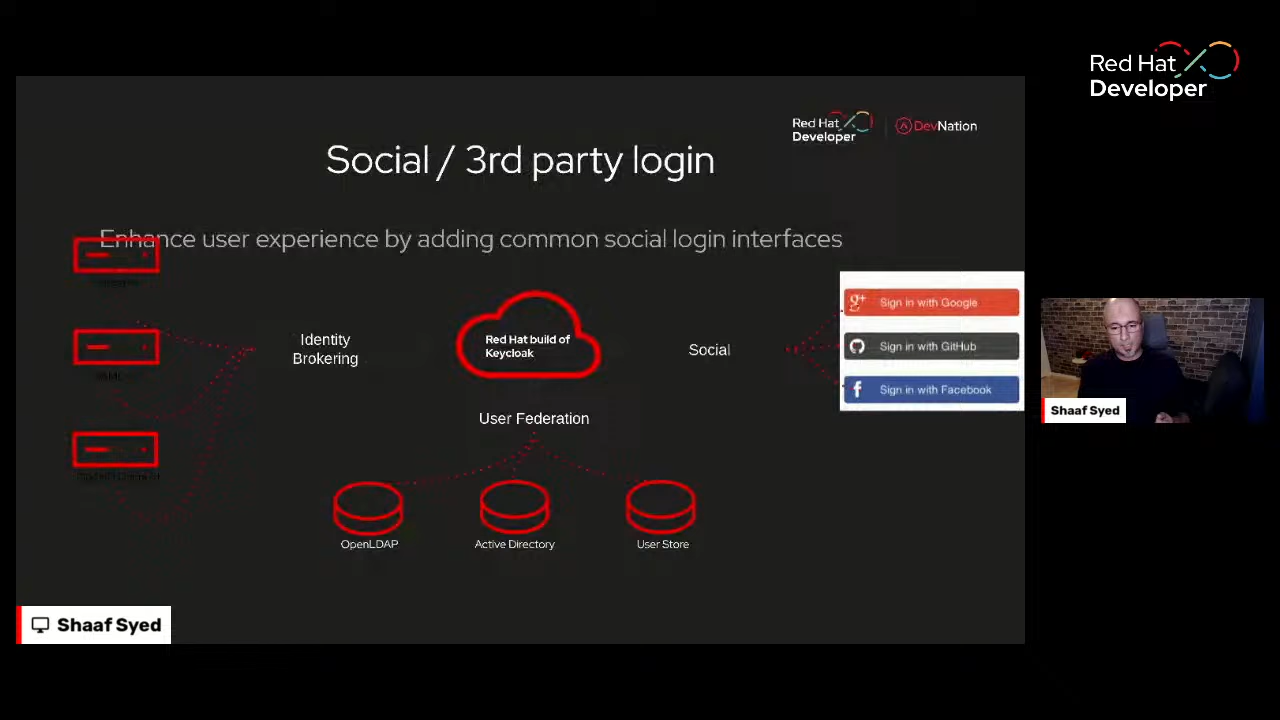 Red Hat
Developer
Red Hat
Developer
DevNation
Social / 3rd party login
Enhance user experience by adding common social login interfaces
Identity
Brokering
Red Hat build of
Keycloak
Social
g+ Sign in with Google
Sign in with GitHub
f Sign in with Facebook
User Federation
OpenLDAP
Active Directory
User Store
Shaaf Syed
Shaaf Syed